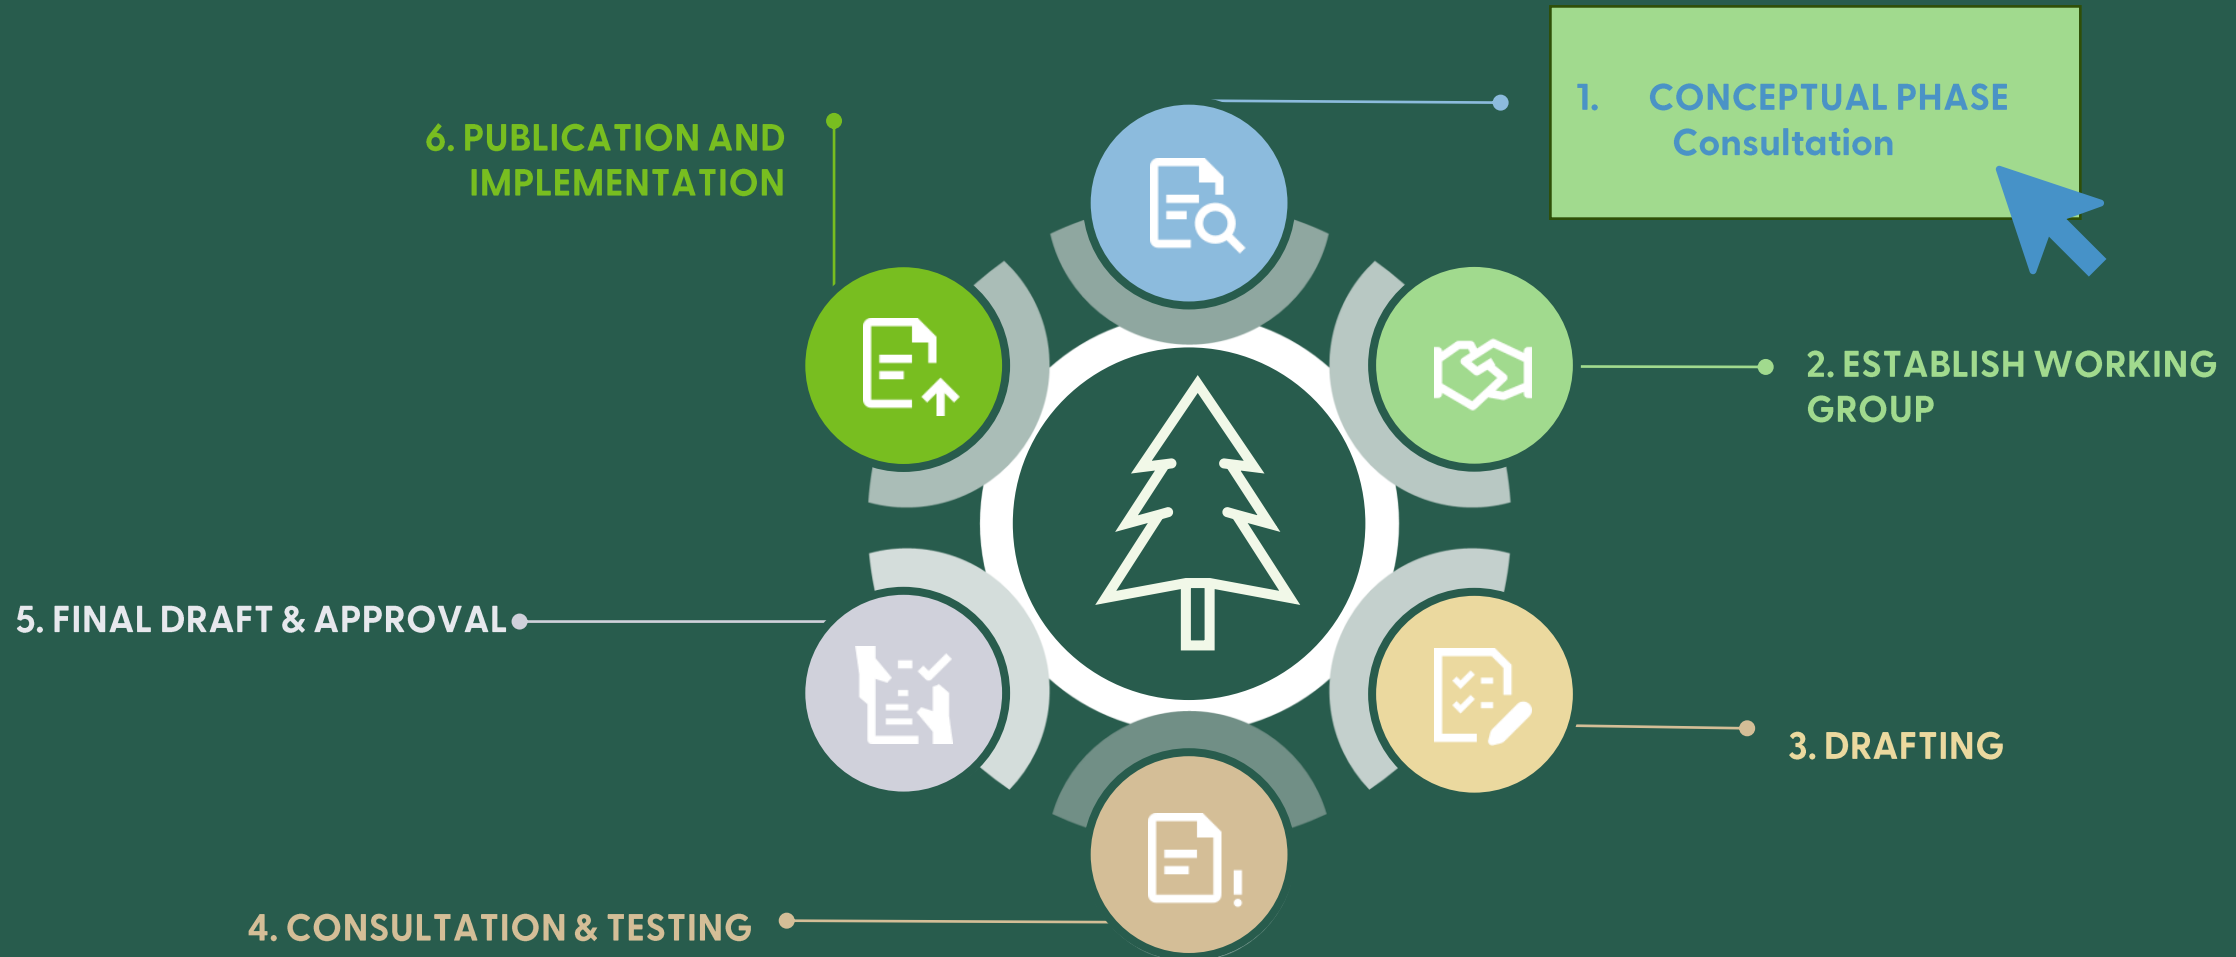 1. CONCEPTUAL PHASE
Consultation
2. ESTABLISH WORKING
GROUP
3. DRAFTING
4. CONSULTATION & TESTING
5. FINAL DRAFT & APPROVAL
6. PUBLICATION AND
IMPLEMENTATION